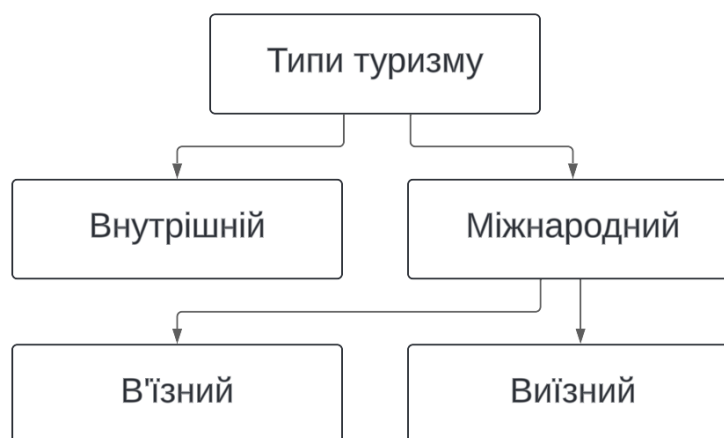 Типи туризму
Внутрішній
Міжнародний
В'їзний
Виїзний